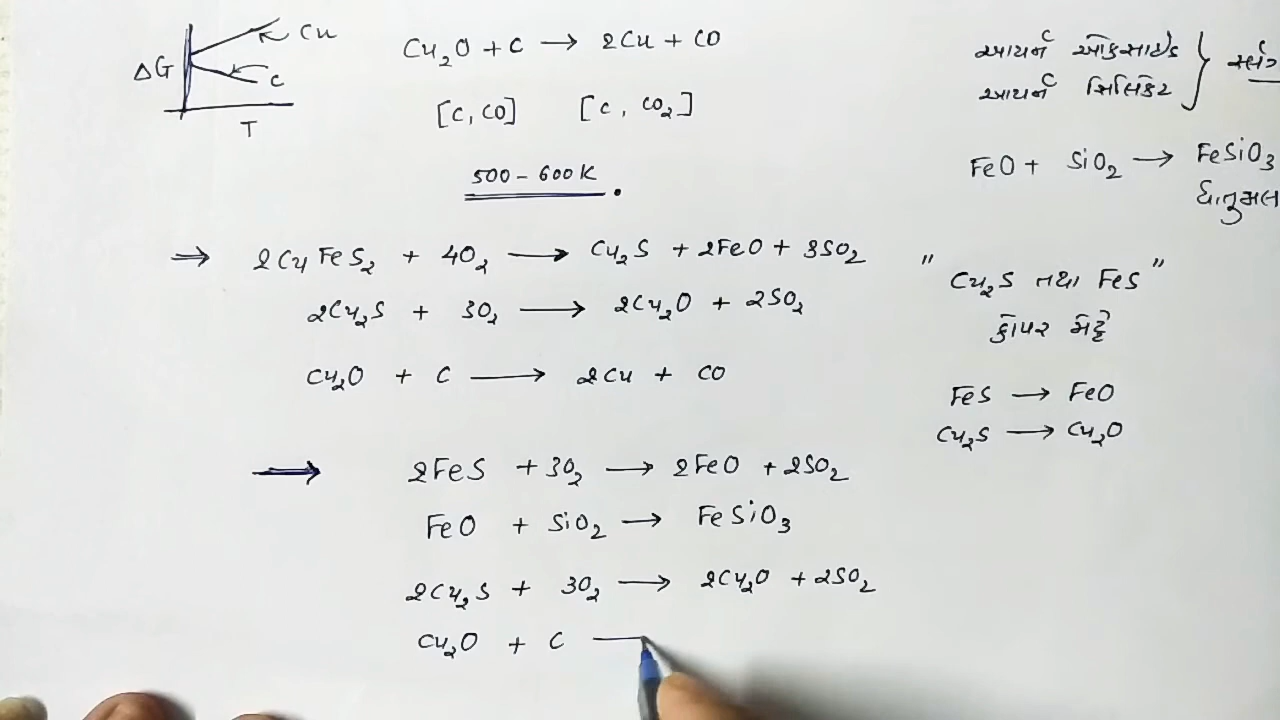 Cu
ΔG
C
T
Cu₂O + C → 2Cu + CO
[C, CO] [C, CO₂]
500 - 600K.
⇒ 2CuFeS₂ + 4O₂ → Cu₂S + 2FeO + 3SO₂
2Cu₂S + 3O₂ → 2Cu₂O + 2SO₂
Cu₂O + C → 2Cu + CO
⇒ 2FeS + 3O₂ → 2FeO + 2SO₂
FeO + SiO₂ → FeSiO₃
2Cu₂S + 3O₂ → 2Cu₂O + 2SO₂
Cu₂O + C
આયર્ન ઓક્સાઇડ
આયર્ન સિલિકેટ
FeO + SiO₂ → FeSiO₃
ધાતુમલ
"Cu₂S તથા FeS"
કોપર મેટ્ટે
FeS → FeO
Cu₂S → Cu₂O